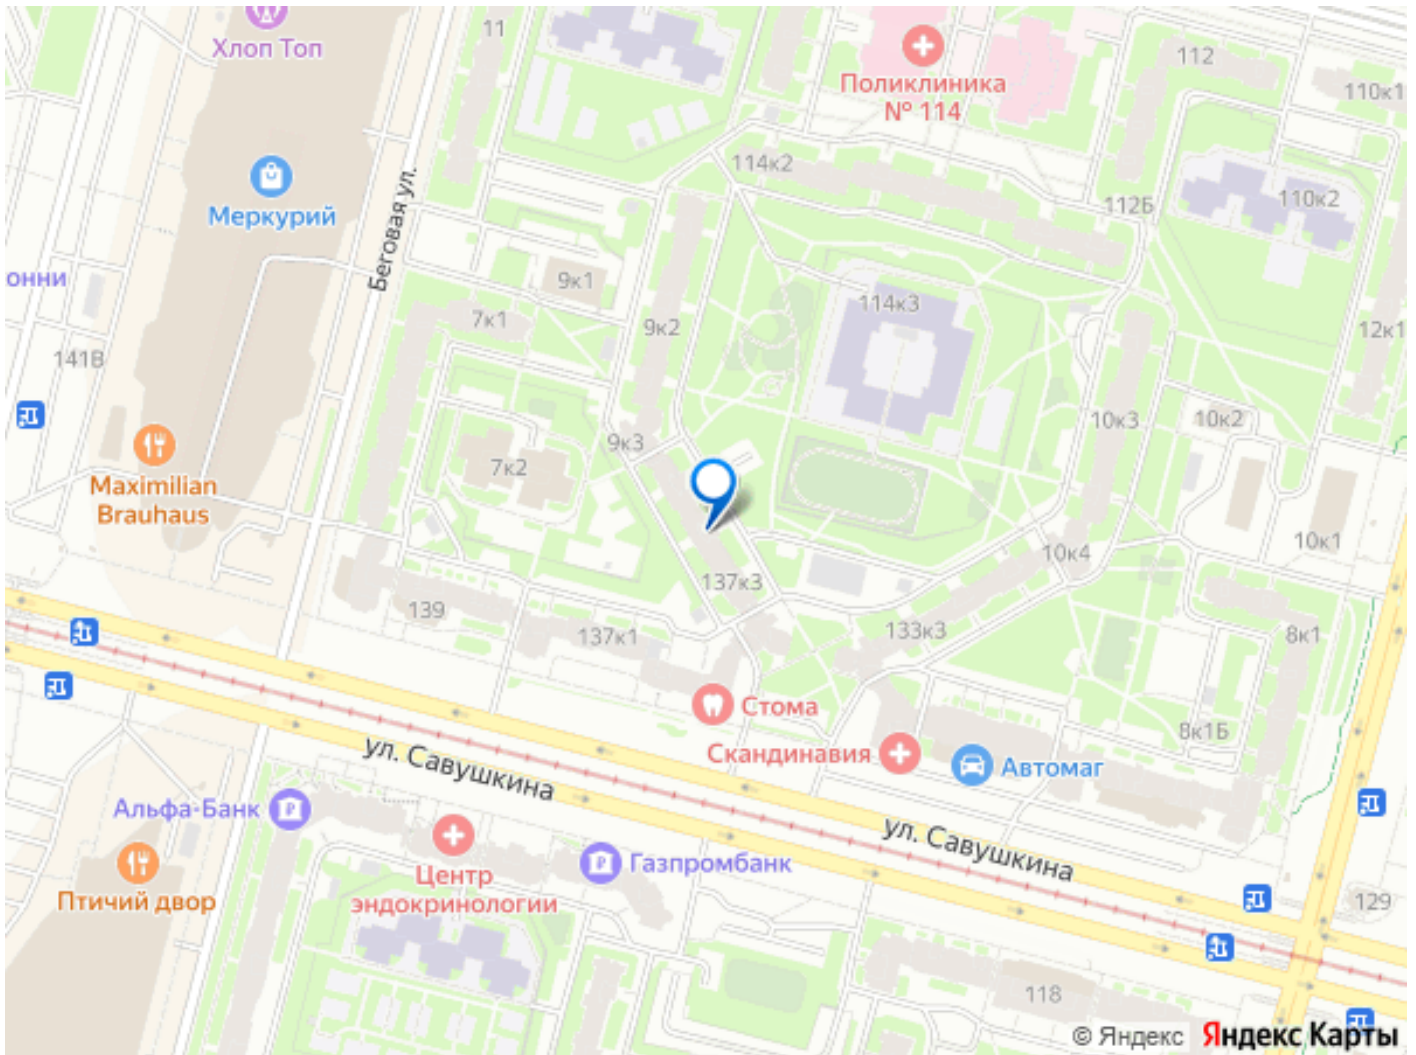 Хлоп Топ
11
Поликлиника
№ 114
112
110к1
Меркурий
Беговая ул.
114к2
112Б
110к2
онни
9к1
7к1
9к2
114к3
12к1
141В
9к3
10к3
10к2
Maximilian
Brauhaus
7к2
10к1
10к4
137к3
139
137к1
133к3
8к1
Стома
Скандинавия
Автомаг
8к1Б
ул. Савушкина
Альфа-Банк
ул. Савушкина
Центр
эндокринологии
Газпромбанк
Птичий двор
129
118
© Яндекс Яндекс Карты